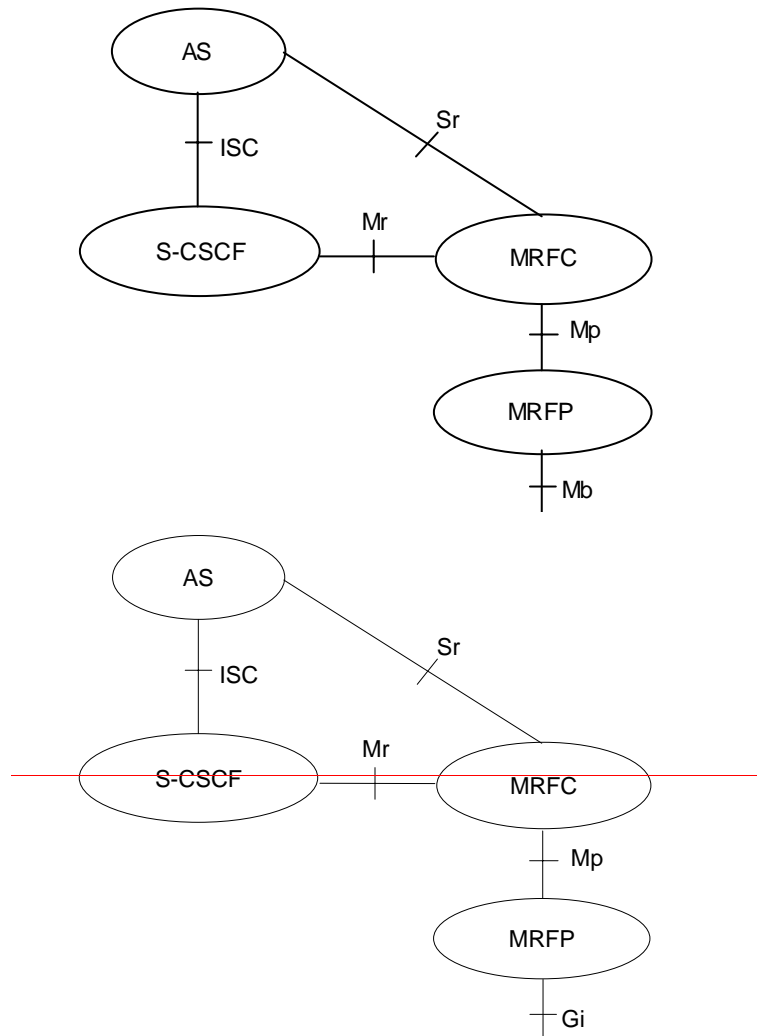 AS
Sr
ISC
Mr
S-CSCF
MRFC
Mp
MRFP
Mb
AS
Sr
ISC
Mr
S-CSCF
MRFC
Mp
MRFP
Gi